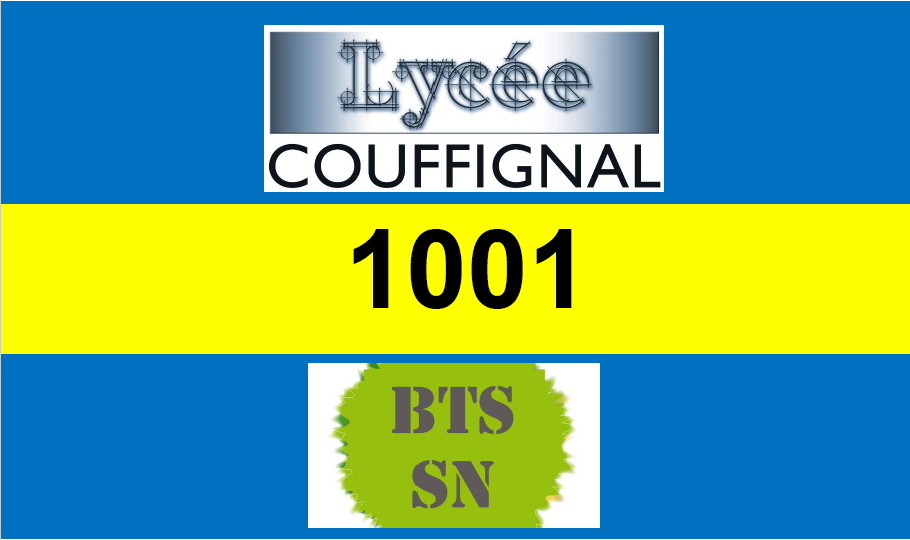 Lycée
COUFFIGNAL
1001
BTS
SN